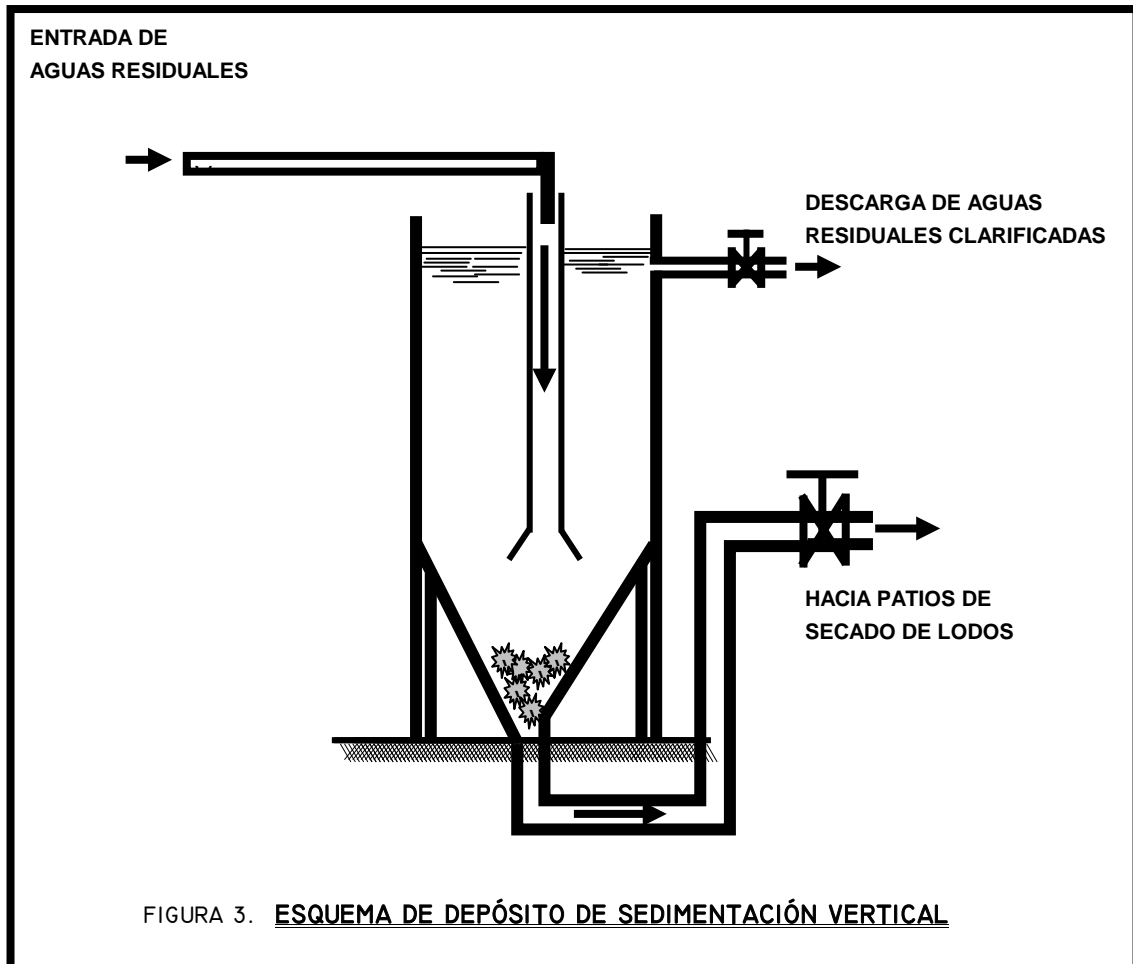 ENTRADA DE
AGUAS RESIDUALES
DESCARGA DE AGUAS
RESIDUALES CLARIFICADAS
HACIA PATIOS DE
SECADO DE LODOS
FIGURA 3. ESQUEMA DE DEPÓSITO DE SEDIMENTACIÓN VERTICAL